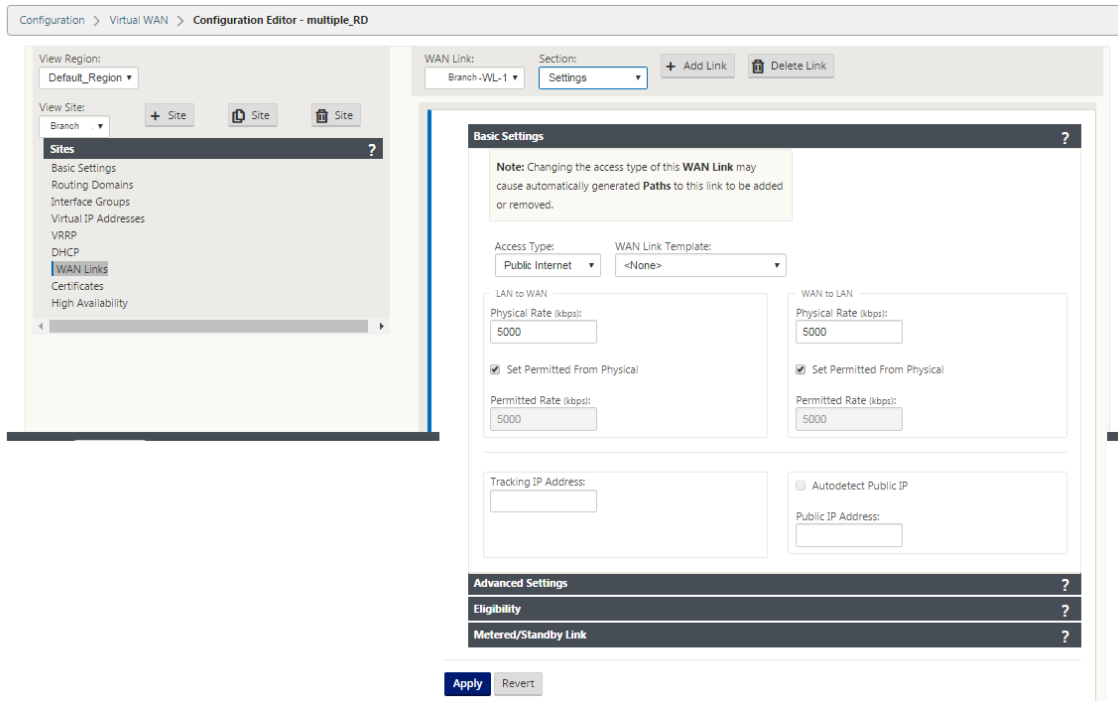 Configuration > Virtual WAN > Configuration Editor - multiple_RD
View Region:
Default_Region
View Site:
Branch
+ Site
Site
Site
Sites ?
Basic Settings
Routing Domains
Interface Groups
Virtual IP Addresses
VRRP
DHCP
WAN Links
Certificates
High Availability
WAN Link: Section:
Branch-WL-1 Settings + Add Link Delete Link
Basic Settings ?
Note: Changing the access type of this WAN Link may
cause automatically generated Paths to this link to be added
or removed.
Access Type: WAN Link Template:
Public Internet <None>
LAN to WAN
Physical Rate (kbps):
5000
Set Permitted From Physical
Permitted Rate (kbps):
5000
WAN to LAN
Physical Rate (kbps):
5000
Set Permitted From Physical
Permitted Rate (kbps):
5000
Tracking IP Address:
Autodetect Public IP
Public IP Address:
Advanced Settings ?
Eligibility ?
Metered/Standby Link ?
Apply Revert